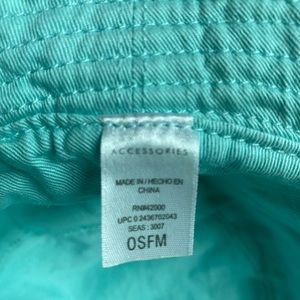 ACCESSORIES
MADE IN / HECHO EN
CHINA
RN#42000
UPC 0 2436702043
SEAS : 3007
OSFM